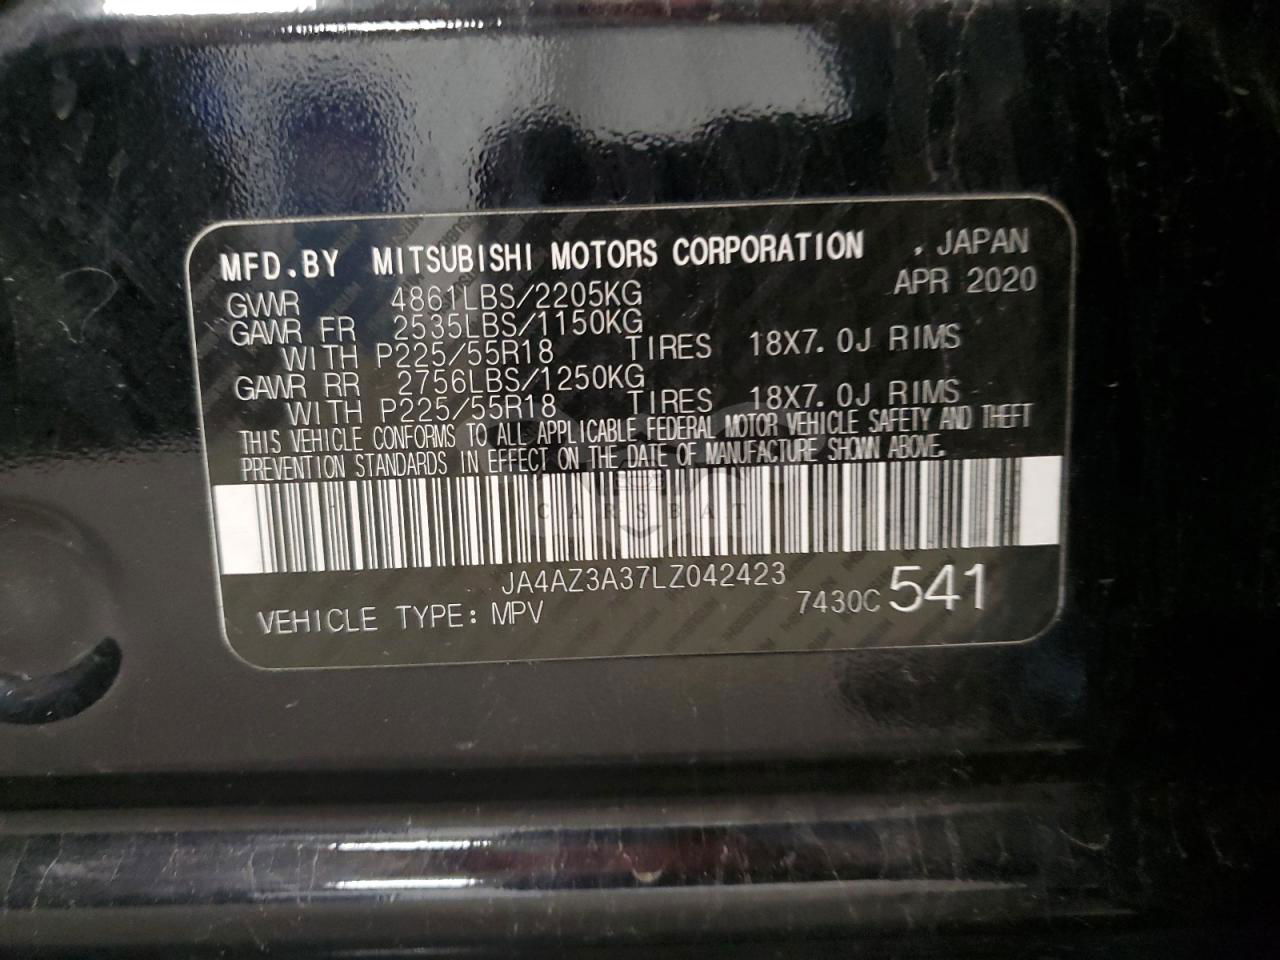 MFD.BY MITSUBISHI MOTORS CORPORATION , JAPAN
GVWR 4861LBS/2205KG APR 2020
GAWR FR 2535LBS/1150KG
WITH P225/55R18 TIRES 18X7.0J RIMS
GAWR RR 2756LBS/1250KG
WITH P225/55R18 TIRES 18X7.0J RIMS
THIS VEHICLE CONFORMS TO ALL APPLICABLE FEDERAL MOTOR VEHICLE SAFETY AND THEFT
PREVENTION STANDARDS IN EFFECT ON THE DATE OF MANUFACTURE SHOWN ABOVE.
CARSBAT
JA4AZ3A37LZ042423
VEHICLE TYPE: MPV 7430C 541